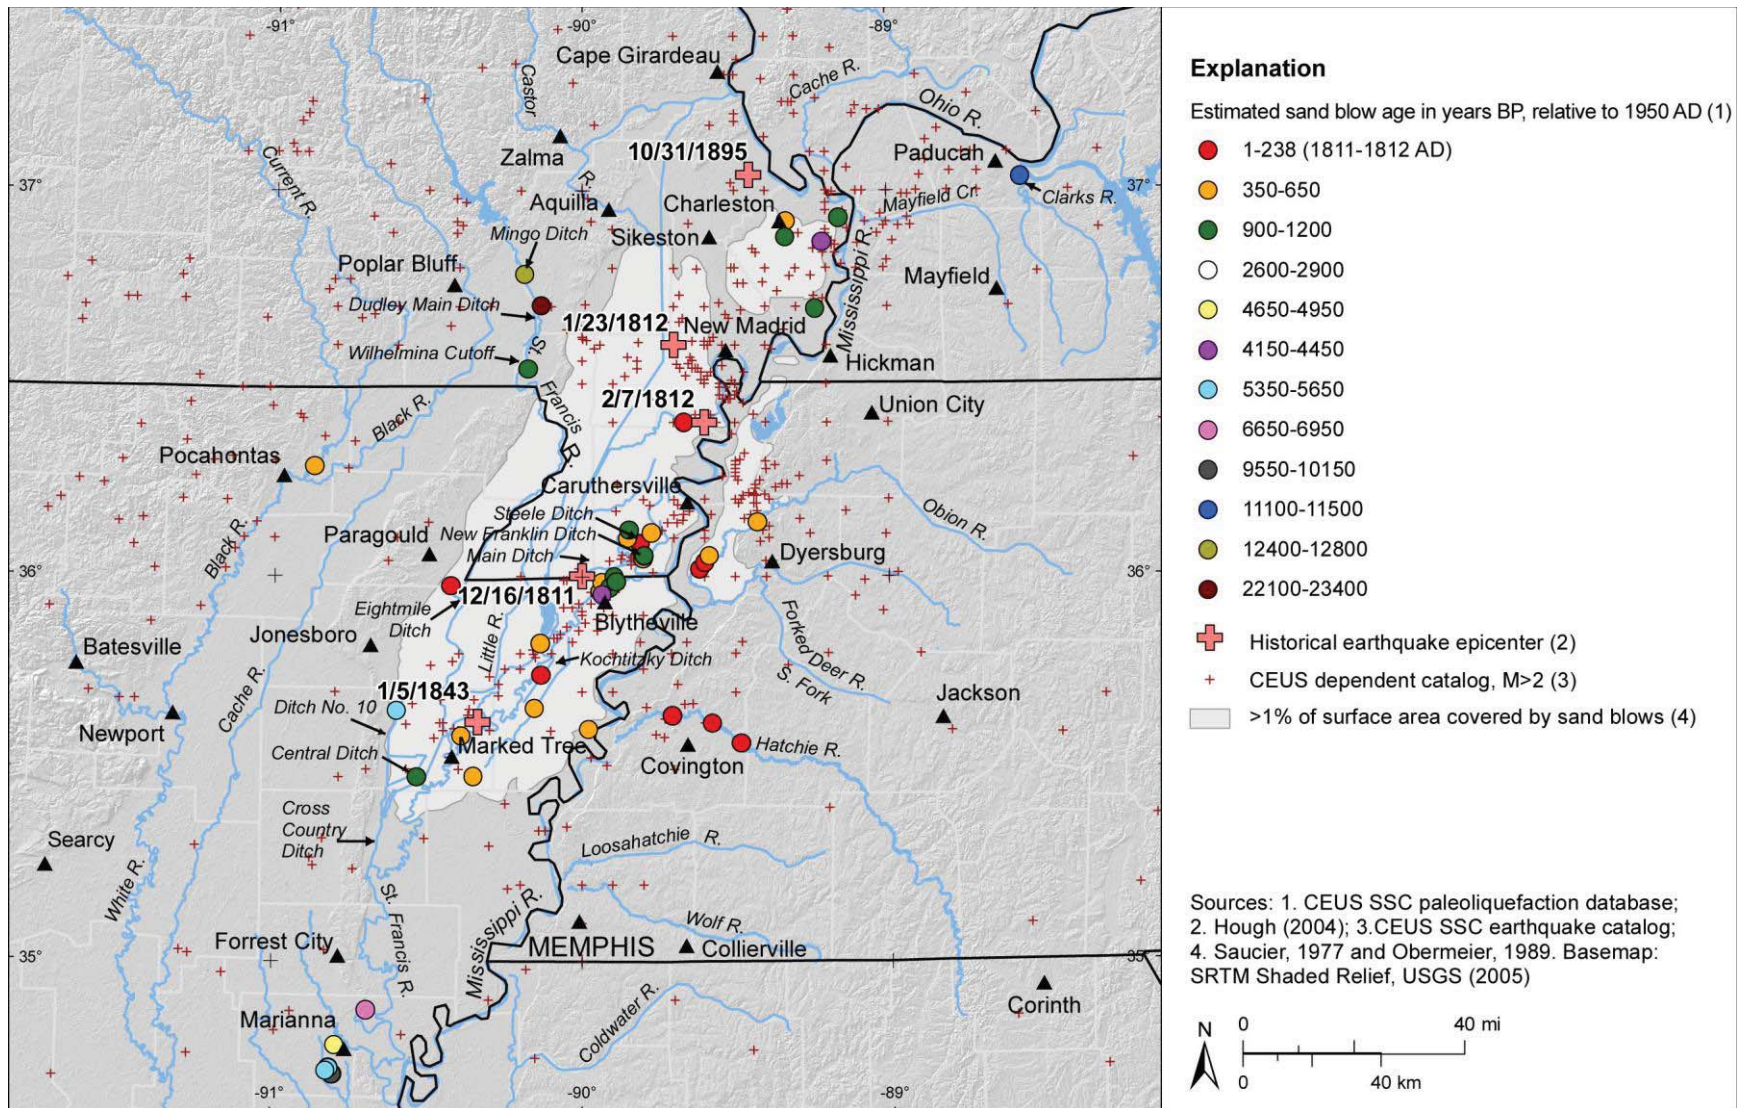 -91°
-90°
-89°
Cape Girardeau
Castor
Cache R.
Ohio R.
Zalma
10/31/1895
Paducah
Current R.
R.
37°
37°
Aquilla
Charleston
Mayfield Cr.
Clarks R.
Mingo Ditch
Sikeston
Poplar Bluff
Mayfield
Dudley Main Ditch
Mississippi R.
1/23/1812
New Madrid
Wilhelmina Cutoff
St.
Hickman
Francis
R.
2/7/1812
Black R.
Union City
Pocahontas
Caruthersville
Steele Ditch
Obion R.
New Franklin Ditch
Black R.
Paragould
Main Ditch
Dyersburg
36°
36°
12/16/1811
Eightmile
Ditch
Blytheville
Forked Deer R.
Jonesboro
Little R.
Batesville
Kochtitzky Ditch
S. Fork
1/5/1843
Jackson
Cache R.
Ditch No. 10
Newport
Marked Tree
Hatchie R.
Central Ditch
Covington
Cross
Country
Ditch
Searcy
Loosahatchie R.
White R.
St. Francis R.
Mississippi R.
Wolf R.
Forrest City
MEMPHIS
Collierville
35°
35°
Corinth
Marianna
Coldwater R.
-91°
-90°
-89°
Explanation
Estimated sand blow age in years BP, relative to 1950 AD (1)
1-238 (1811-1812 AD)
350-650
900-1200
2600-2900
4650-4950
4150-4450
5350-5650
6650-6950
9550-10150
11100-11500
12400-12800
22100-23400
Historical earthquake epicenter (2)
CEUS dependent catalog, M>2 (3)
>1% of surface area covered by sand blows (4)
Sources: 1. CEUS SSC paleoliquefaction database;
2. Hough (2004); 3.CEUS SSC earthquake catalog;
4. Saucier, 1977 and Obermeier, 1989. Basemap:
SRTM Shaded Relief, USGS (2005)
N
0 40 mi
0 40 km